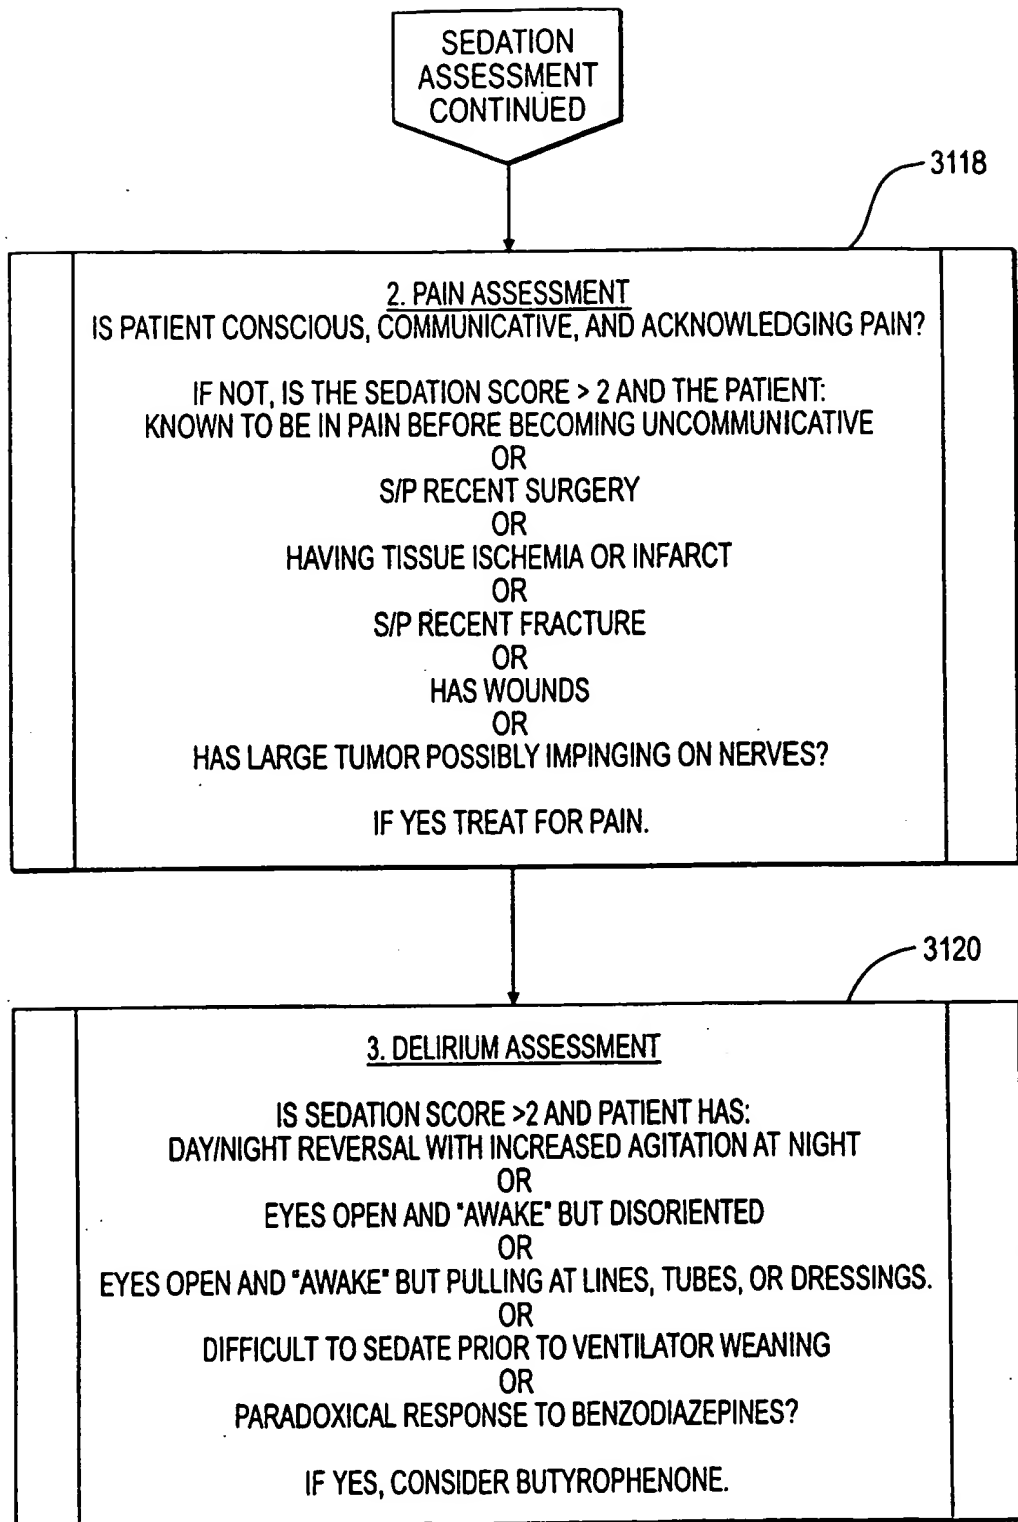 SEDATION
ASSESSMENT
CONTINUED
3118
2. PAIN ASSESSMENT
IS PATIENT CONSCIOUS, COMMUNICATIVE, AND ACKNOWLEDGING PAIN?
IF NOT, IS THE SEDATION SCORE > 2 AND THE PATIENT:
KNOWN TO BE IN PAIN BEFORE BECOMING UNCOMMUNICATIVE
OR
S/P RECENT SURGERY
OR
HAVING TISSUE ISCHEMIA OR INFARCT
OR
S/P RECENT FRACTURE
OR
HAS WOUNDS
OR
HAS LARGE TUMOR POSSIBLY IMPINGING ON NERVES?
IF YES TREAT FOR PAIN.
3120
3. DELIRIUM ASSESSMENT
IS SEDATION SCORE >2 AND PATIENT HAS:
DAY/NIGHT REVERSAL WITH INCREASED AGITATION AT NIGHT
OR
EYES OPEN AND "AWAKE" BUT DISORIENTED
OR
EYES OPEN AND "AWAKE" BUT PULLING AT LINES, TUBES, OR DRESSINGS.
OR
DIFFICULT TO SEDATE PRIOR TO VENTILATOR WEANING
OR
PARADOXICAL RESPONSE TO BENZODIAZEPINES?
IF YES, CONSIDER BUTYROPHENONE.